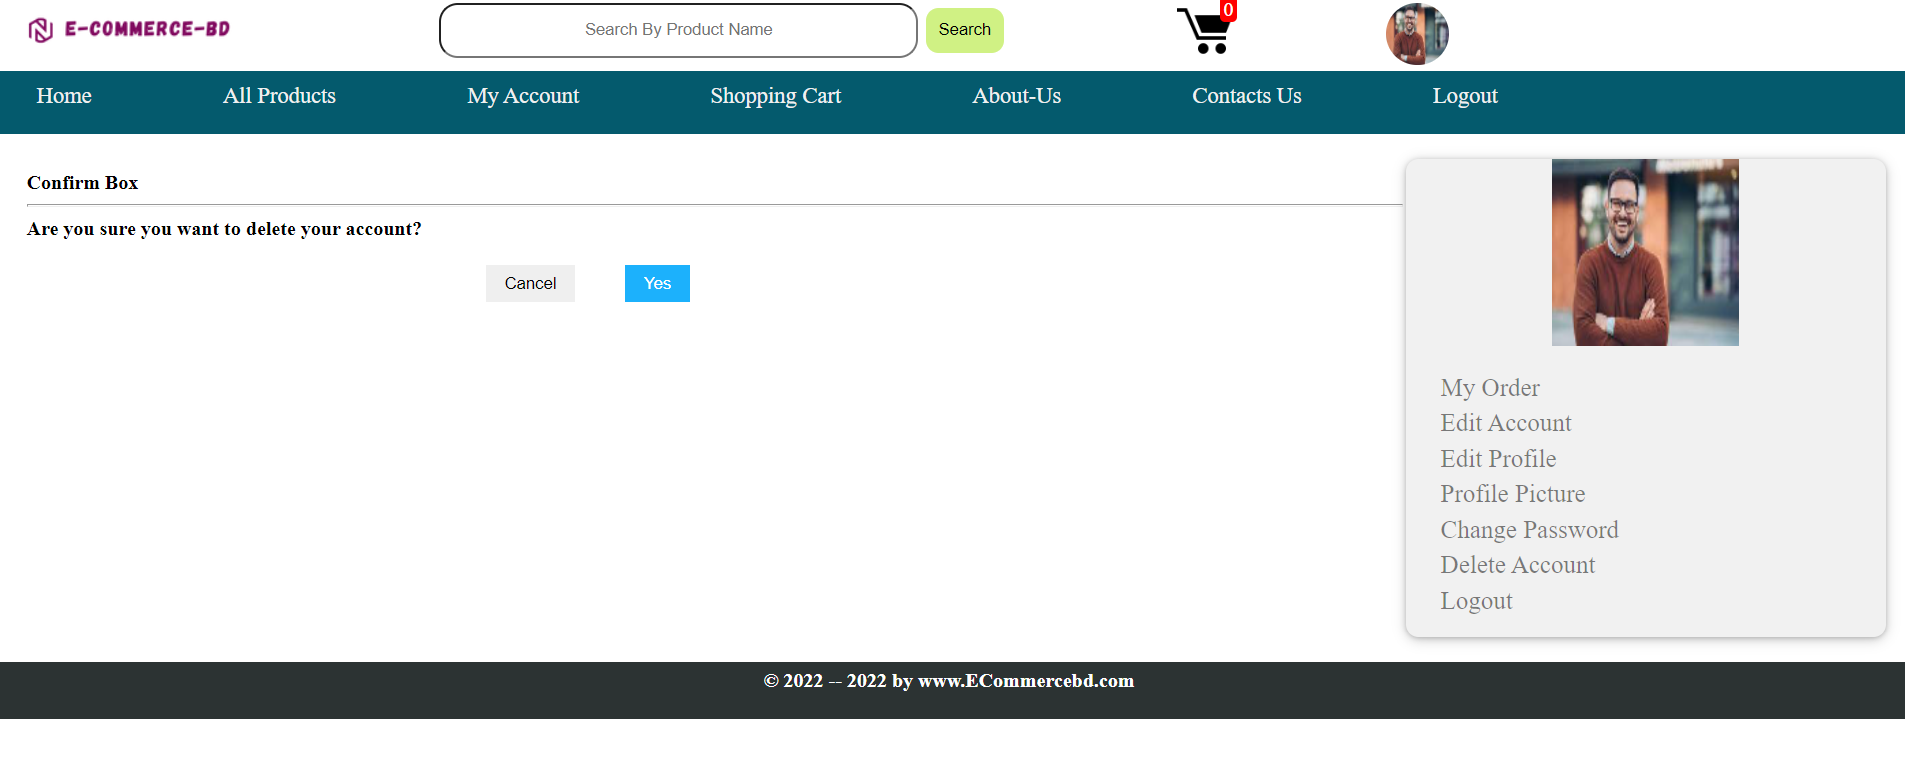 E-COMMERCE-BD
Search By Product Name
Search
0
Home
All Products
My Account
Shopping Cart
About-Us
Contacts Us
Logout
Confirm Box
Are you sure you want to delete your account?
Cancel
Yes
My Order
Edit Account
Edit Profile
Profile Picture
Change Password
Delete Account
Logout
© 2022 -- 2022 by www.ECommercebd.com